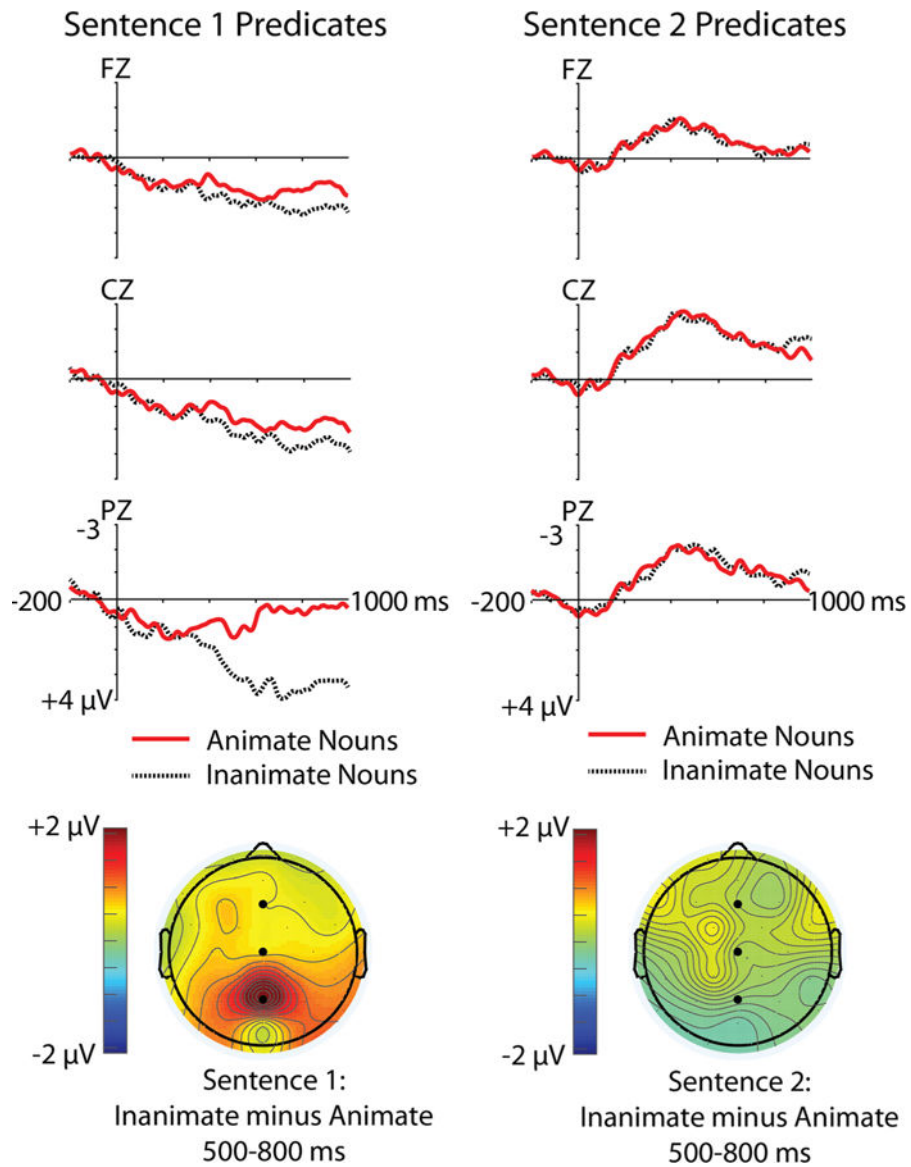 Sentence 1 Predicates
FZ
CZ
PZ
-3
-200
1000 ms
+4 µV
Animate Nouns
Inanimate Nouns
+2 µV
-2 µV
Sentence 1:
Inanimate minus Animate
500-800 ms
Sentence 2 Predicates
FZ
CZ
PZ
-3
-200
1000 ms
+4 µV
Animate Nouns
Inanimate Nouns
+2 µV
-2 µV
Sentence 2:
Inanimate minus Animate
500-800 ms